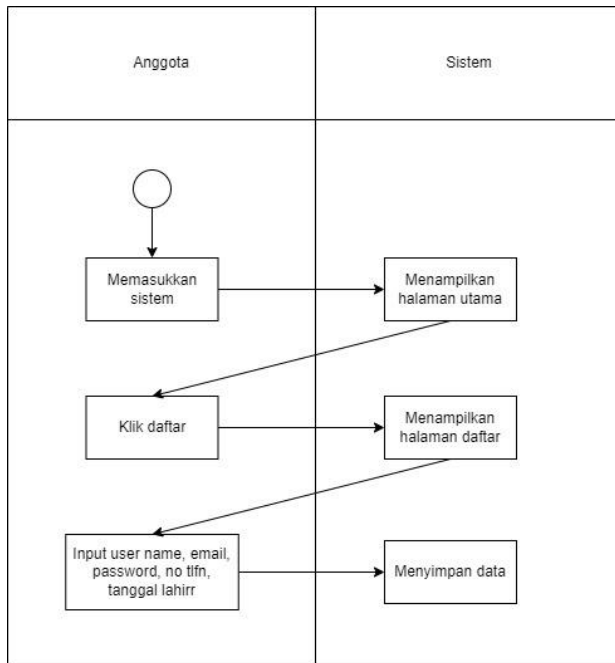 Anggota
Sistem
Memasukkan
sistem
Menampilkan
halaman utama
Klik daftar
Menampilkan
halaman daftar
Input user name, email,
password, no tlfn,
tanggal lahirr
Menyimpan data